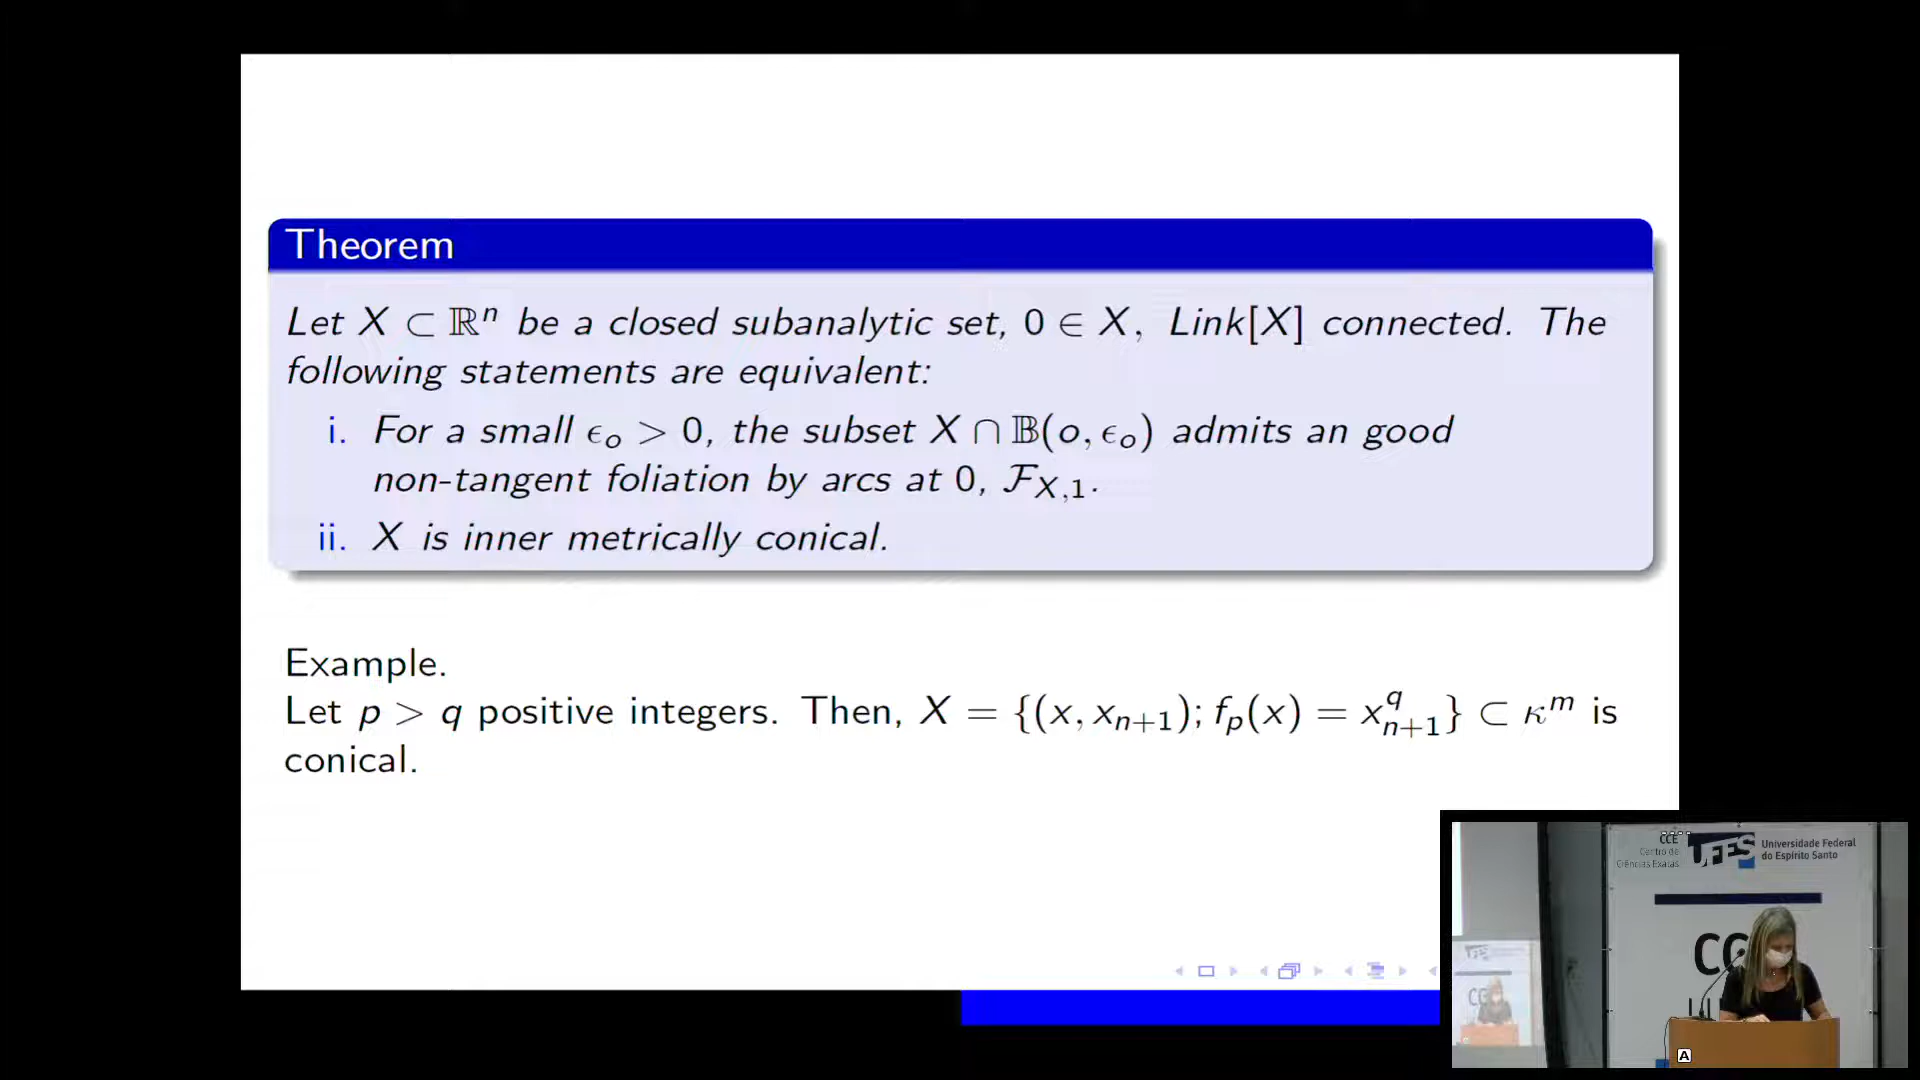 Theorem
Let X ⊂ ℝⁿ be a closed subanalytic set, 0 ∈ X, Link[X] connected. The
following statements are equivalent:
i. For a small ϵₒ > 0, the subset X ∩ 𝔹(o, ϵₒ) admits an good
non-tangent foliation by arcs at 0, ℱ_{X,1}.
ii. X is inner metrically conical.
Example.
Let p > q positive integers. Then, X = {(x, x_{n+1}); f_p(x) = x_{n+1}^q} ⊂ κ^m is
conical.
CCE
Centro de
Ciências Exatas
UFES
Universidade Federal
do Espírito Santo
A